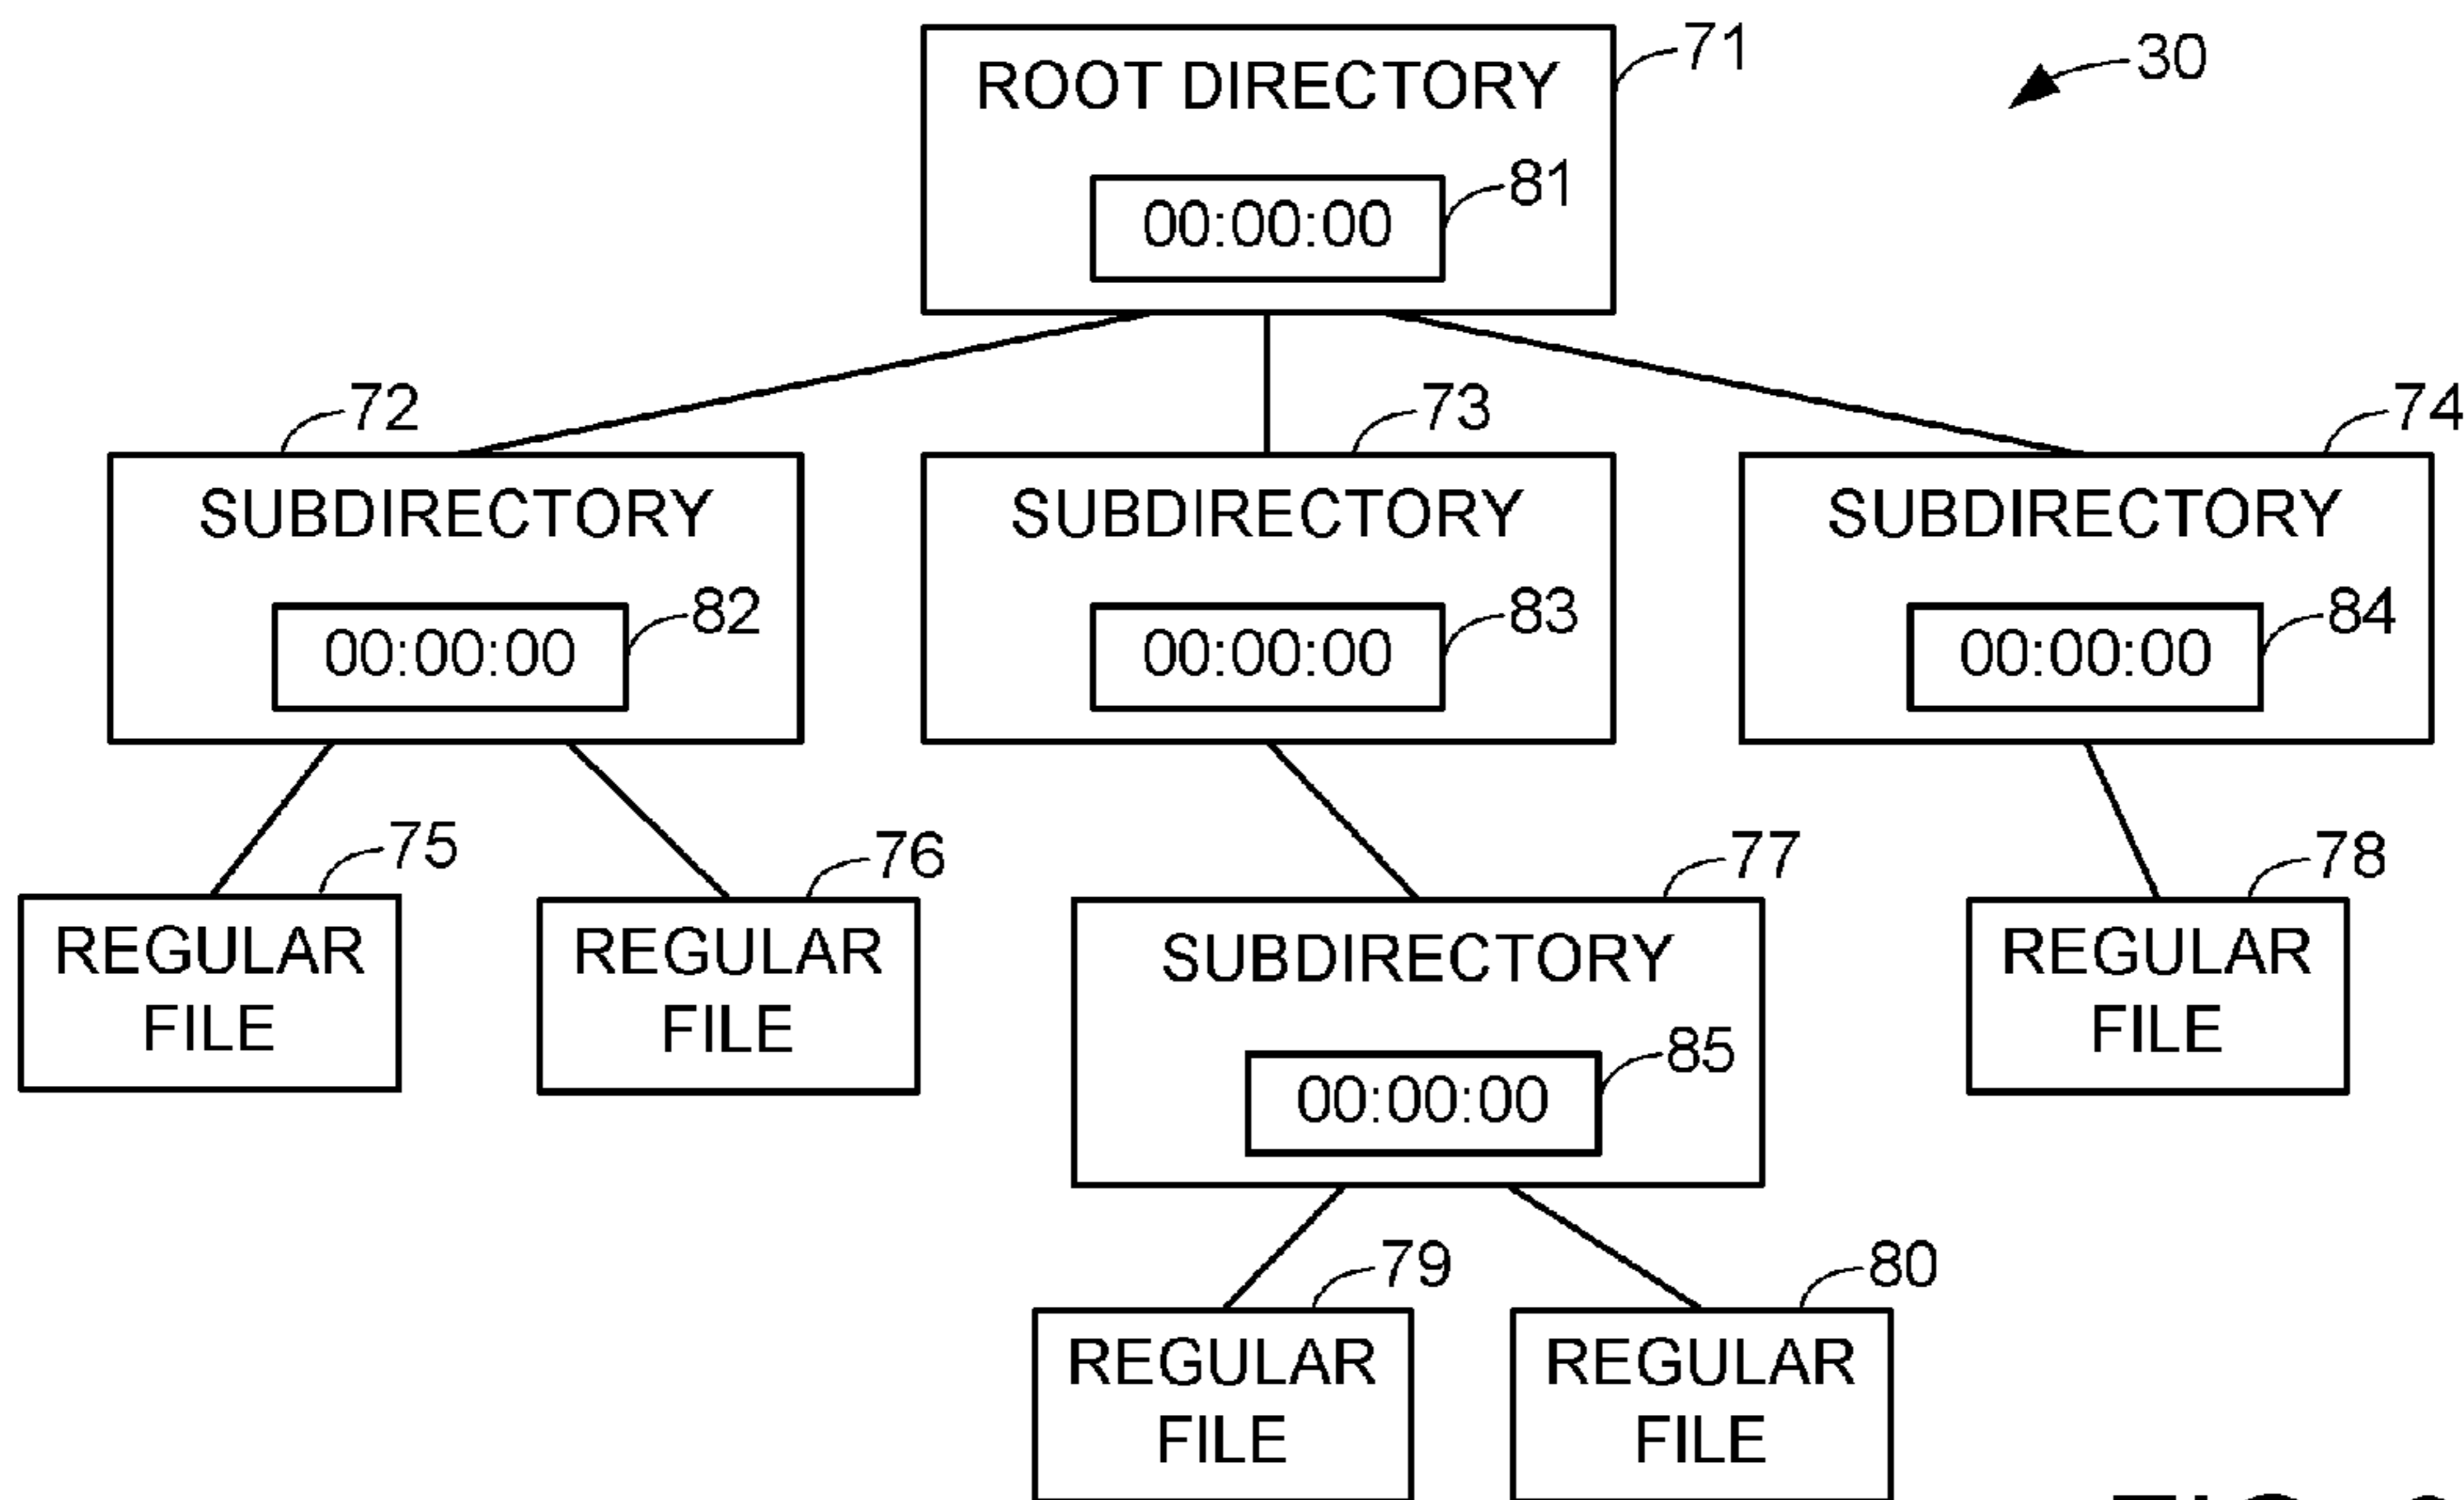 ROOT DIRECTORY
71
30
81
00:00:00
72
73
74
SUBDIRECTORY
SUBDIRECTORY
SUBDIRECTORY
82
83
84
00:00:00
00:00:00
00:00:00
75
76
77
78
REGULAR
FILE
REGULAR
FILE
SUBDIRECTORY
REGULAR
FILE
85
00:00:00
79
80
REGULAR
FILE
REGULAR
FILE